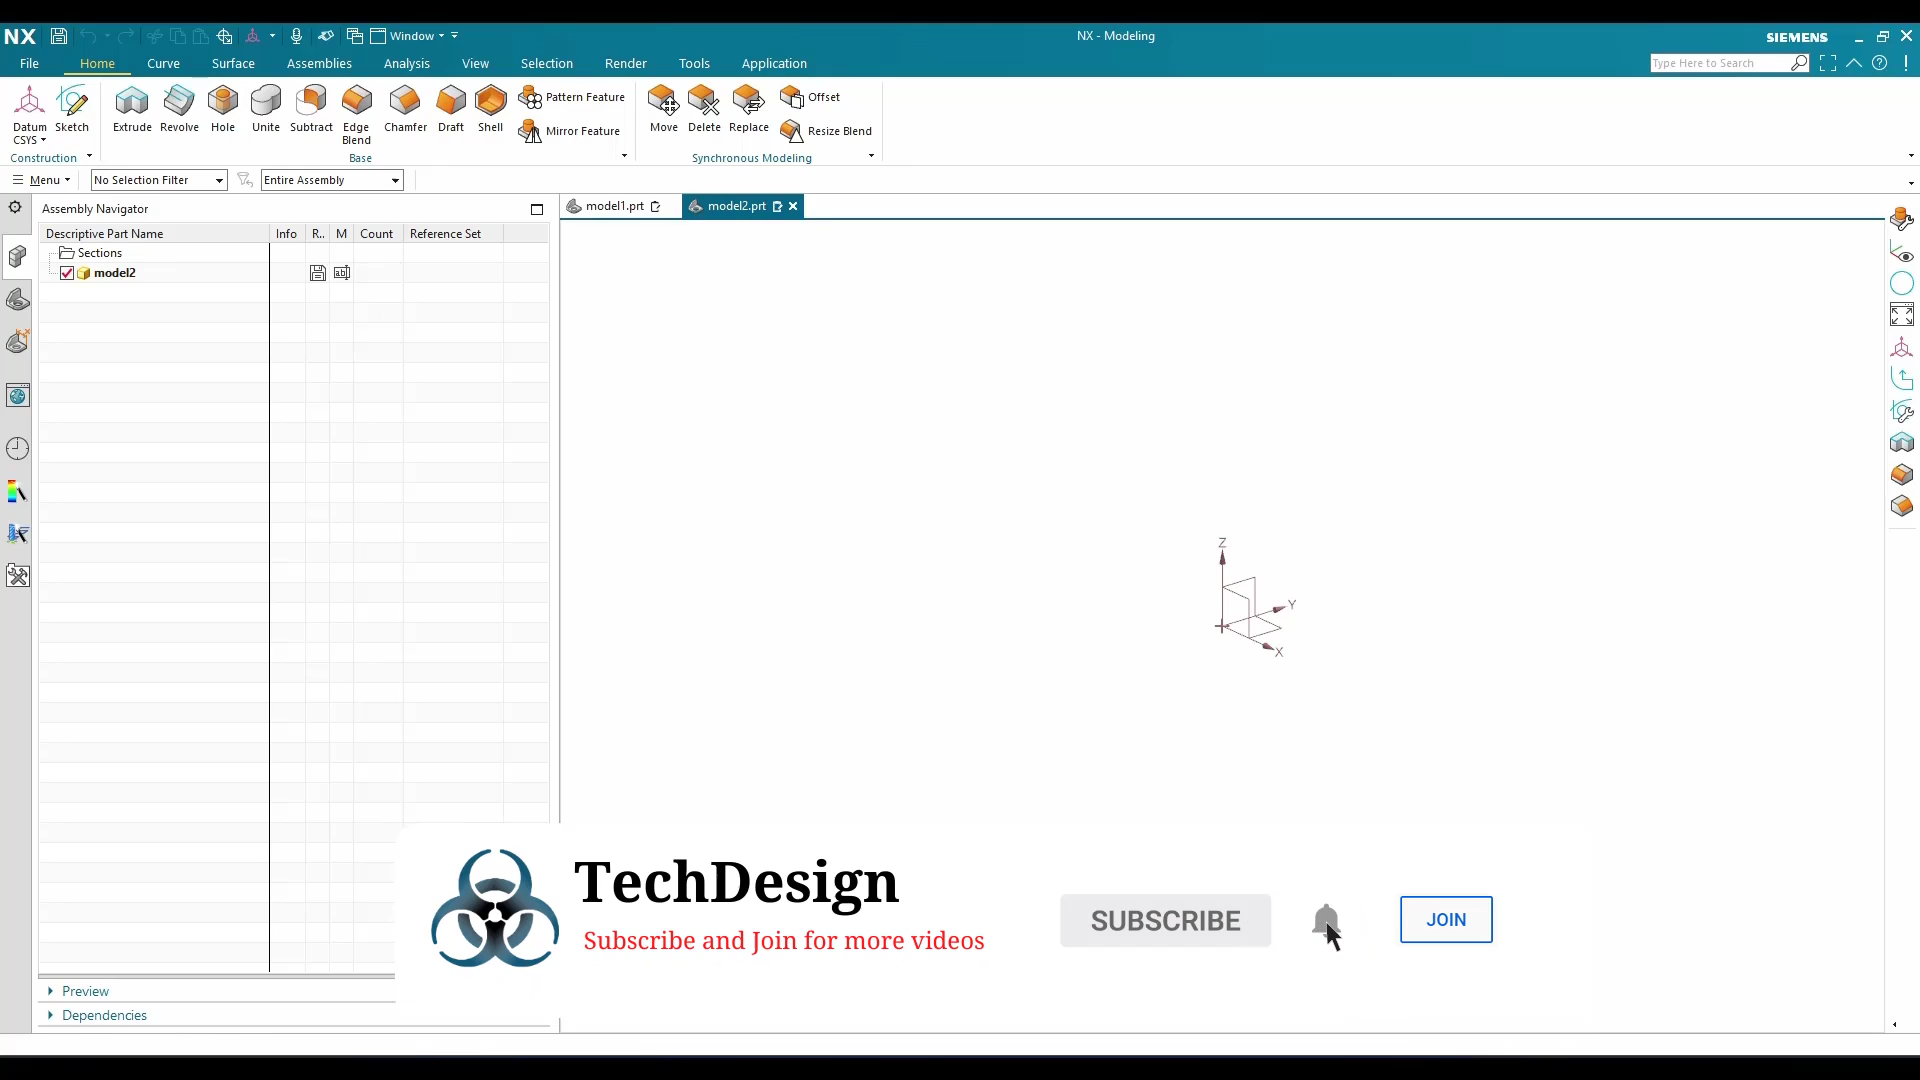 NX
Window
NX - Modeling
SIEMENS
File
Home
Curve
Surface
Assemblies
Analysis
View
Selection
Render
Tools
Application
Type Here to Search
Datum
CSYS
Sketch
Extrude
Revolve
Hole
Unite
Subtract
Edge
Blend
Chamfer
Draft
Shell
Pattern Feature
Mirror Feature
Move
Delete
Replace
Offset
Resize Blend
Construction
Base
Synchronous Modeling
Menu
No Selection Filter
Entire Assembly
Assembly Navigator
model1.prt
model2.prt
Descriptive Part Name
Info
R..
M
Count
Reference Set
Sections
model2
Z
Y
X
TechDesign
Subscribe and Join for more videos
SUBSCRIBE
JOIN
Preview
Dependencies